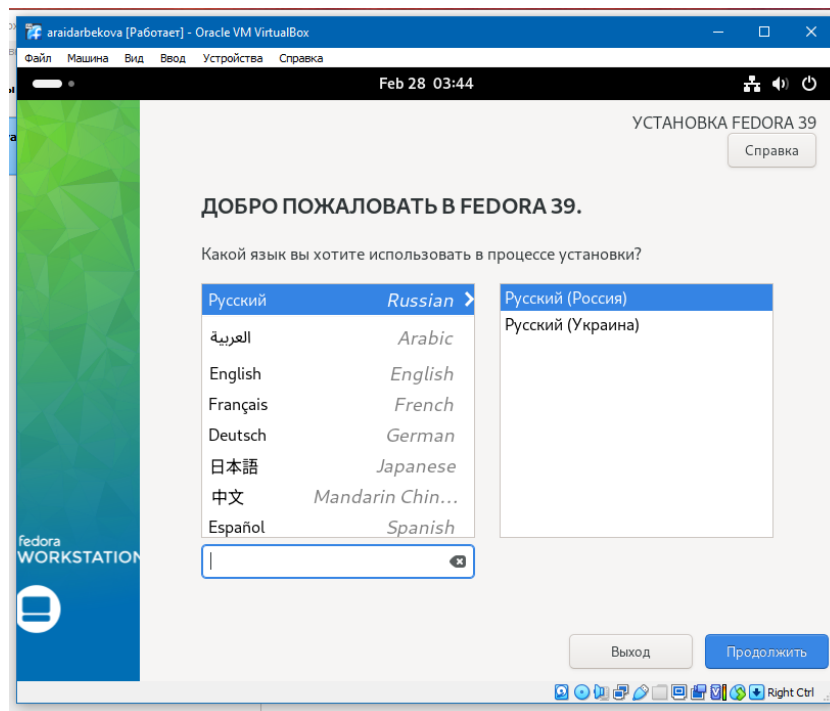 araidarbekova [Работает] - Oracle VM VirtualBox
Файл Машина Вид Ввод Устройства Справка
Feb 28 03:44
УСТАНОВКА FEDORA 39
Справка
ДОБРО ПОЖАЛОВАТЬ В FEDORA 39.
Какой язык вы хотите использовать в процессе установки?
Русский Russian
Русский (Россия)
العربية Arabic
Русский (Украина)
English English
Français French
Deutsch German
日本語 Japanese
中文 Mandarin Chin...
Español Spanish
fedora
WORKSTATION
Выход
Продолжить
Right Ctrl